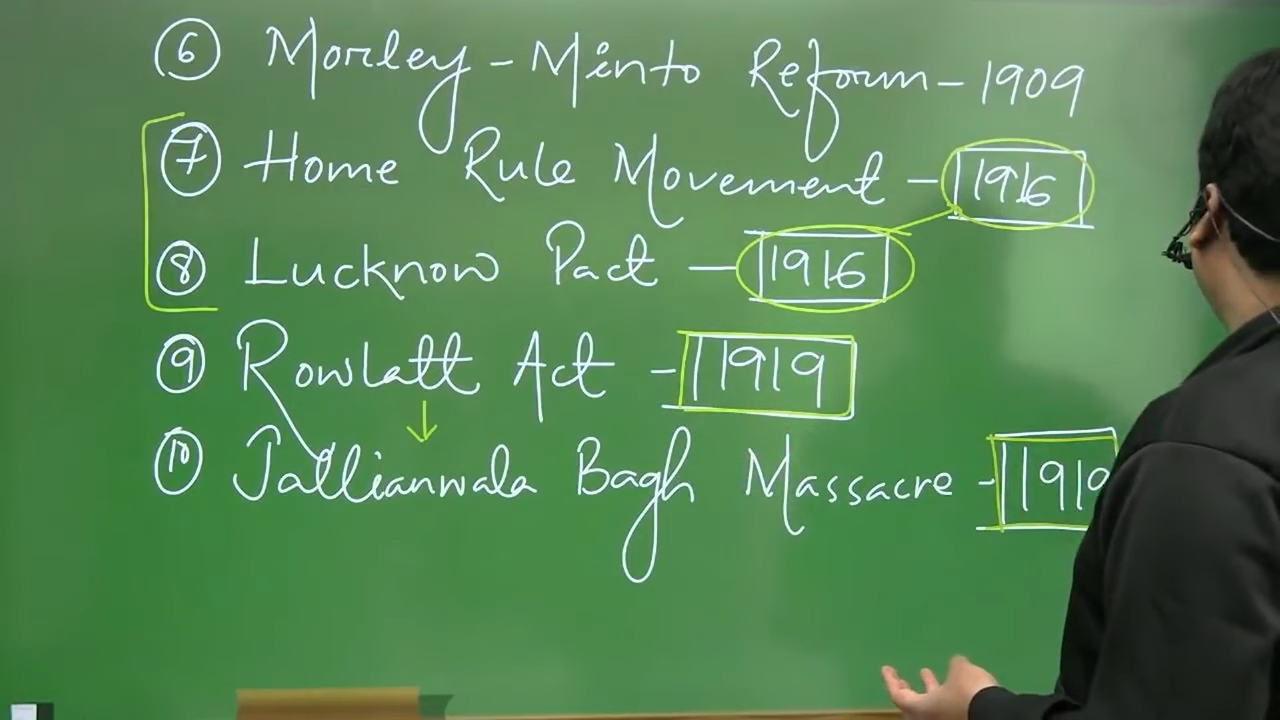 6 Morley - Minto Reform - 1909
7 Home Rule Movement - 1916
8 Lucknow Pact - 1916
9 Rowlatt Act - 1919
10 Jallianwala Bagh Massacre - 1919